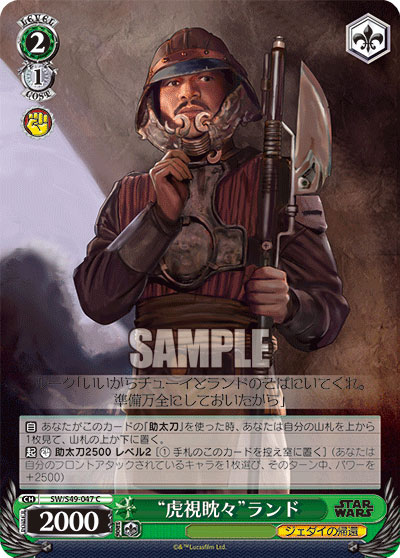 LEVEL
2
1
COST
SAMPLE
ルーク「いいからチューイとランドのそばにいてくれ。
準備万全にしておいたから」
自 あなたがこのカードの「助太刀」を使った時、あなたは自分の山札を上から
1枚見て、山札の上か下に置く。
起 助太刀2500 レベル2 [① 手札のこのカードを控え室に置く] (あなたは
自分のフロントアタックされているキャラを1枚選び、そのターン中、パワーを
+2500)
CH
SW/S49-047 C
POWER
2000
“虎視眈々”ランド
STAR
WARS
ジェダイの帰還
©&™Lucasfilm Ltd.